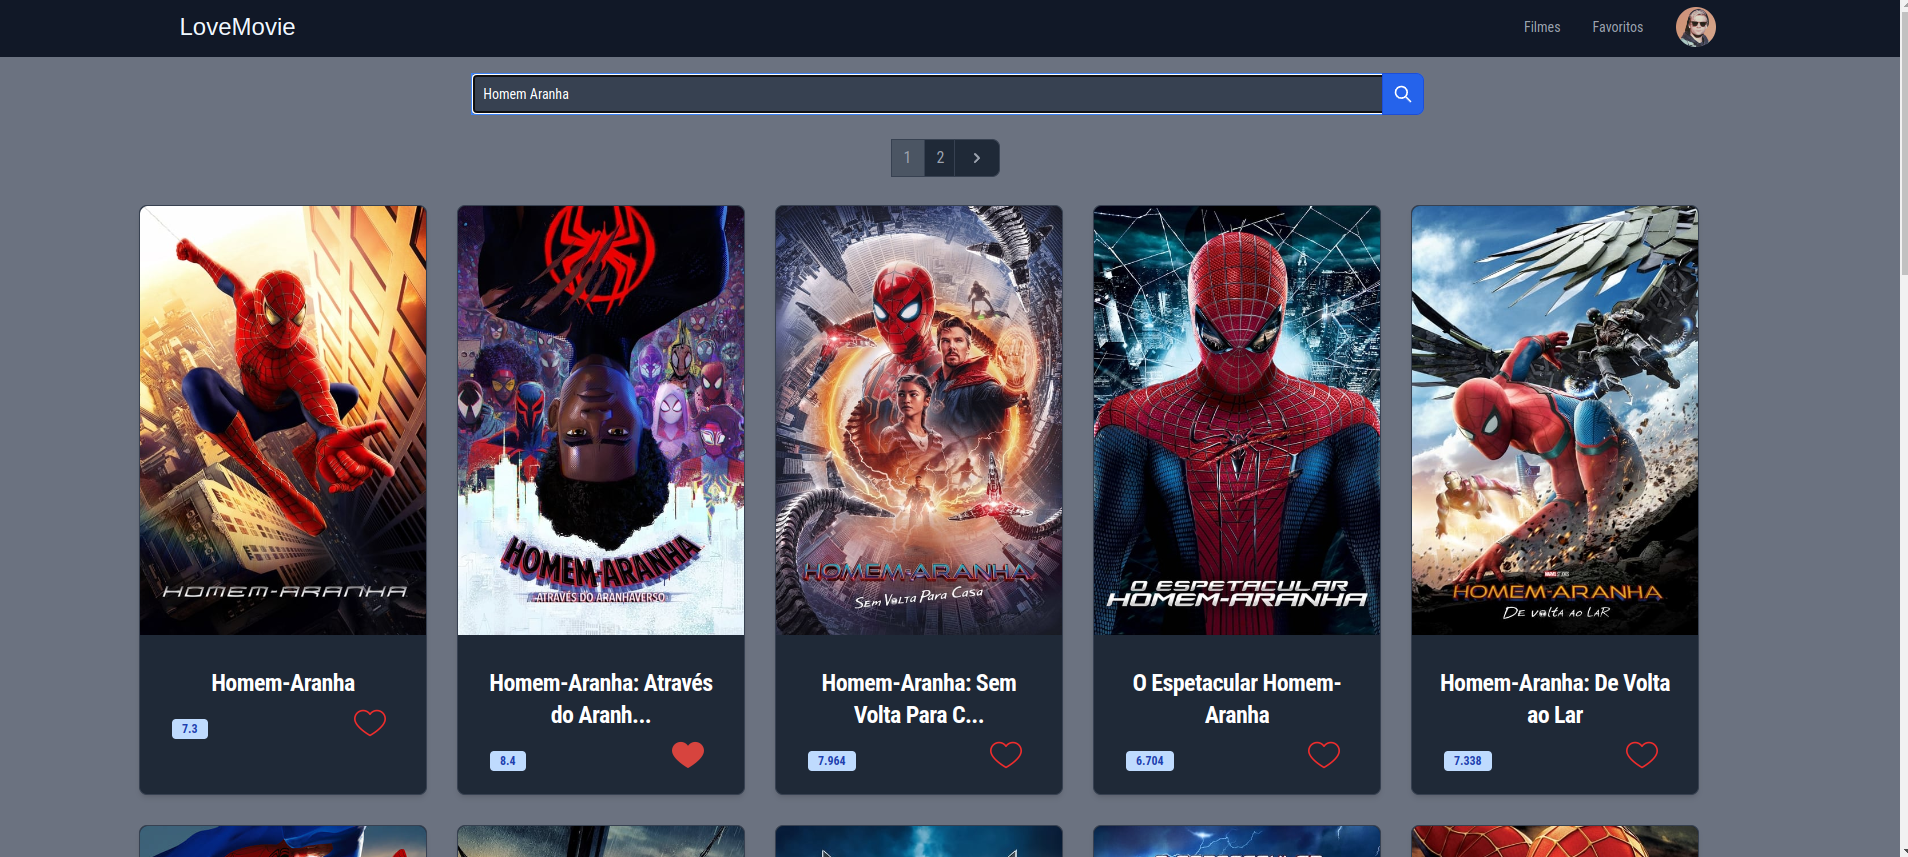 LoveMovie
Filmes
Favoritos
Homem Aranha
1
2
HOMEM-ARANHA
HOMEM-ARANHA
ATRAVÉS DO ARANHAVERSO
HOMEM-ARANHA
SEM VOLTA PARA CASA
O ESPETACULAR
HOMEM-ARANHA
HOMEM-ARANHA
DE VOLTA AO LAR
Homem-Aranha
7.3
Homem-Aranha: Através
do Aranh...
8.4
Homem-Aranha: Sem
Volta Para C...
7.964
O Espetacular Homem-
Aranha
6.704
Homem-Aranha: De Volta
ao Lar
7.338